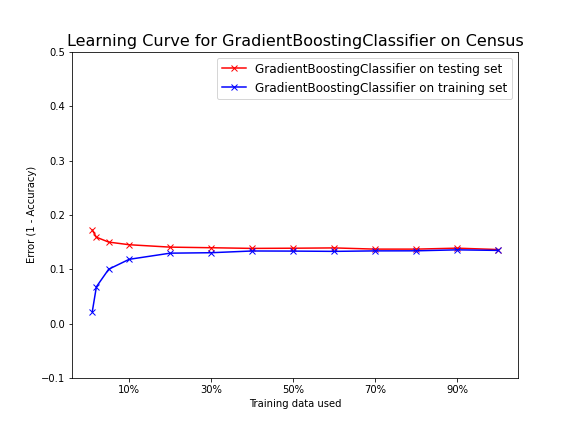 Learning Curve for GradientBoostingClassifier on Census
0.5
GradientBoostingClassifier on testing set
GradientBoostingClassifier on training set
0.4
0.3
Error (1 - Accuracy)
0.2
0.1
0.0
−0.1
10% 30% 50% 70% 90%
Training data used